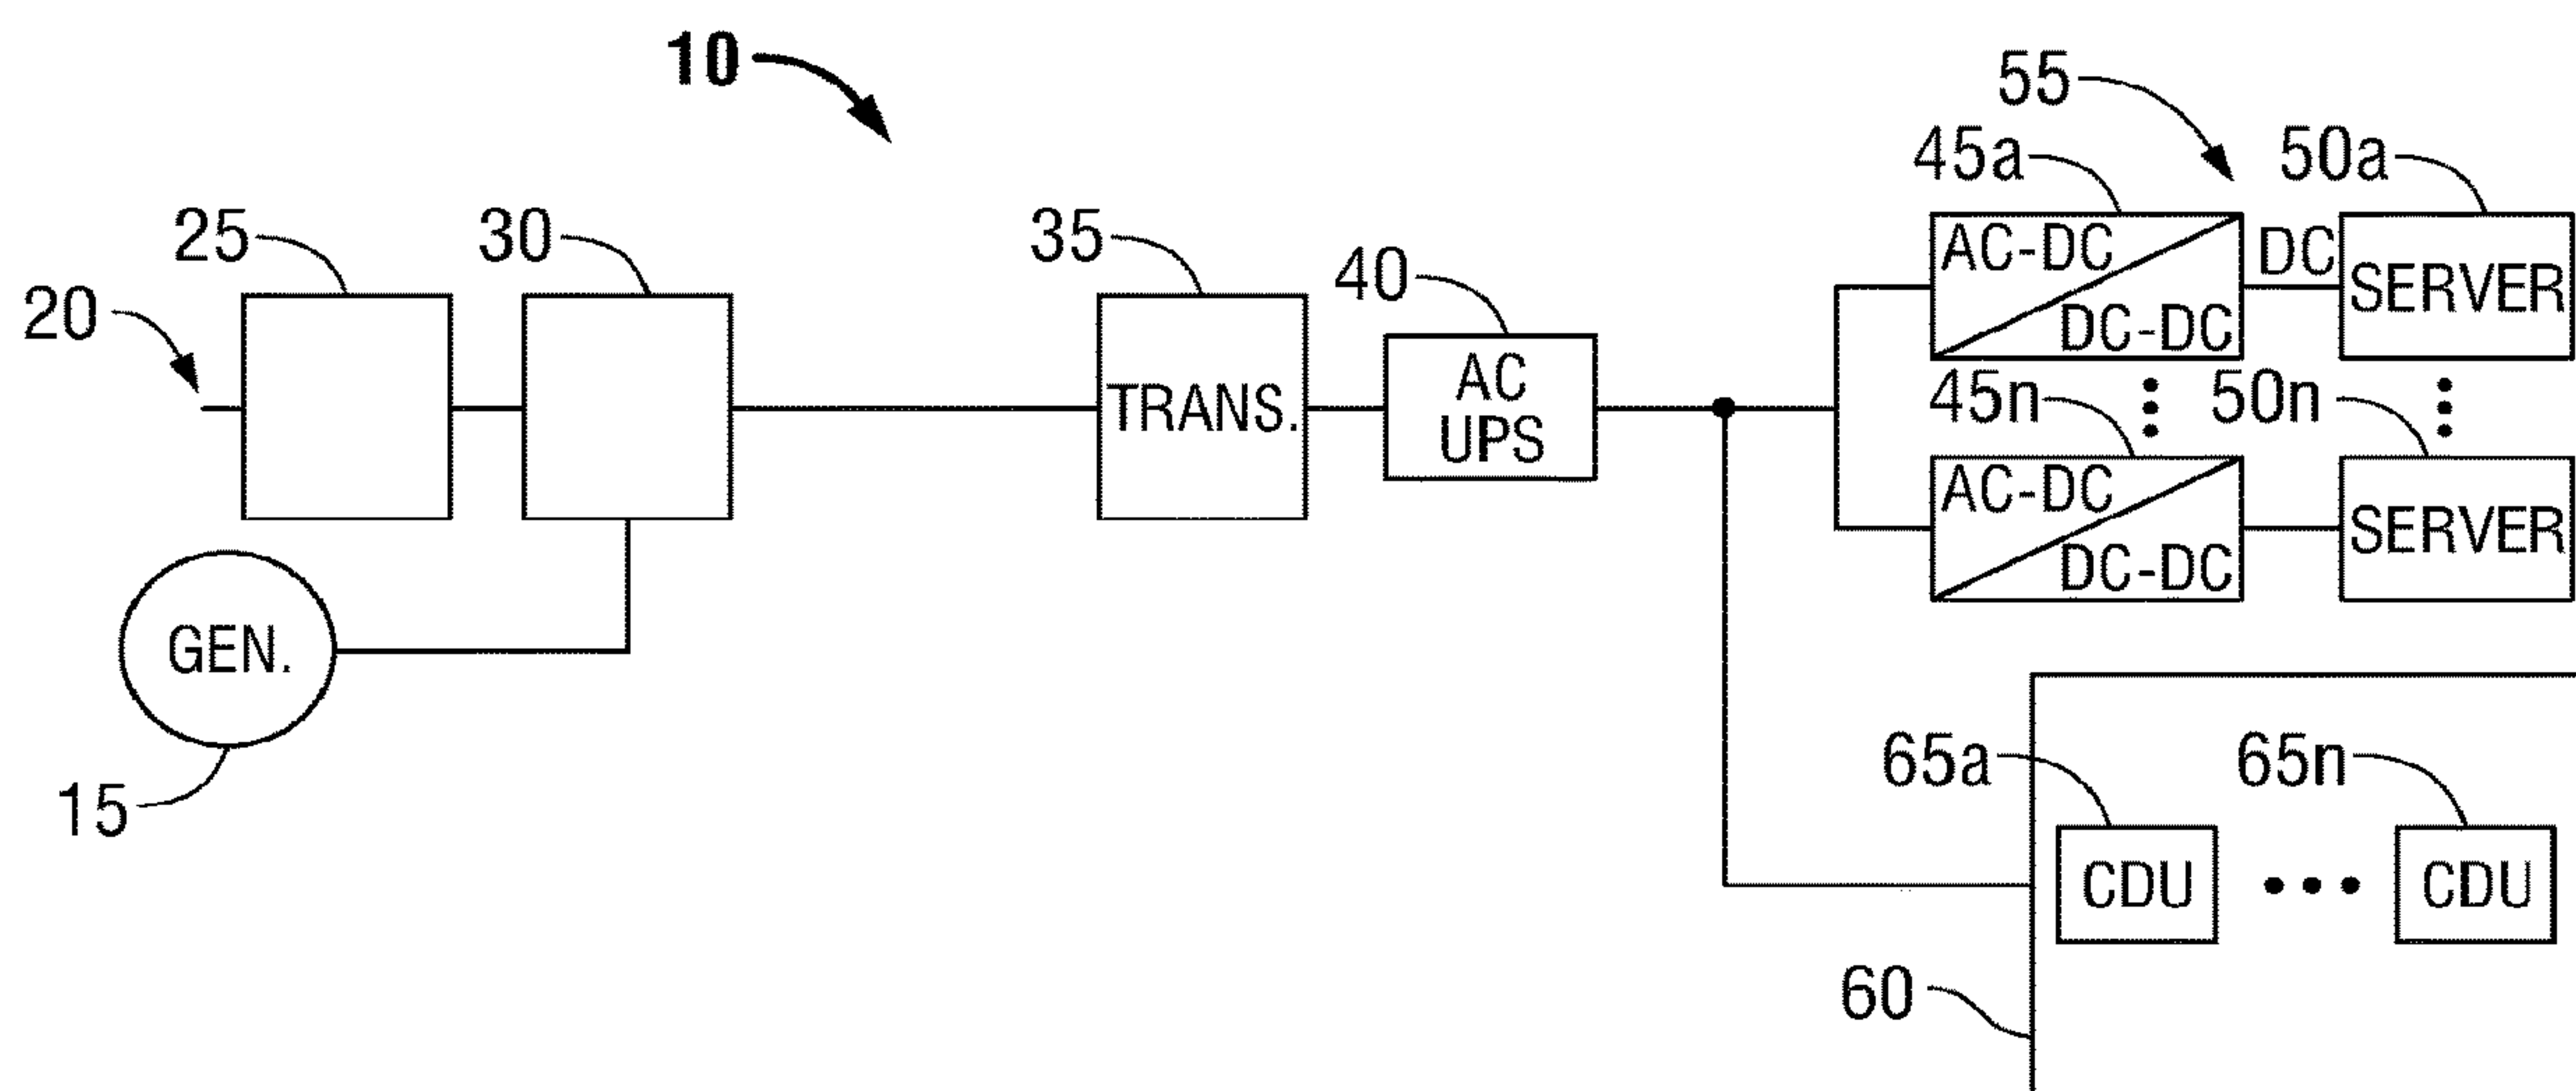 10
55
45a
50a
25
30
35
40
20
AC-DC
DC-DC
DC
SERVER
TRANS.
AC
UPS
45n
50n
AC-DC
DC-DC
SERVER
GEN.
15
65a
65n
CDU
CDU
60